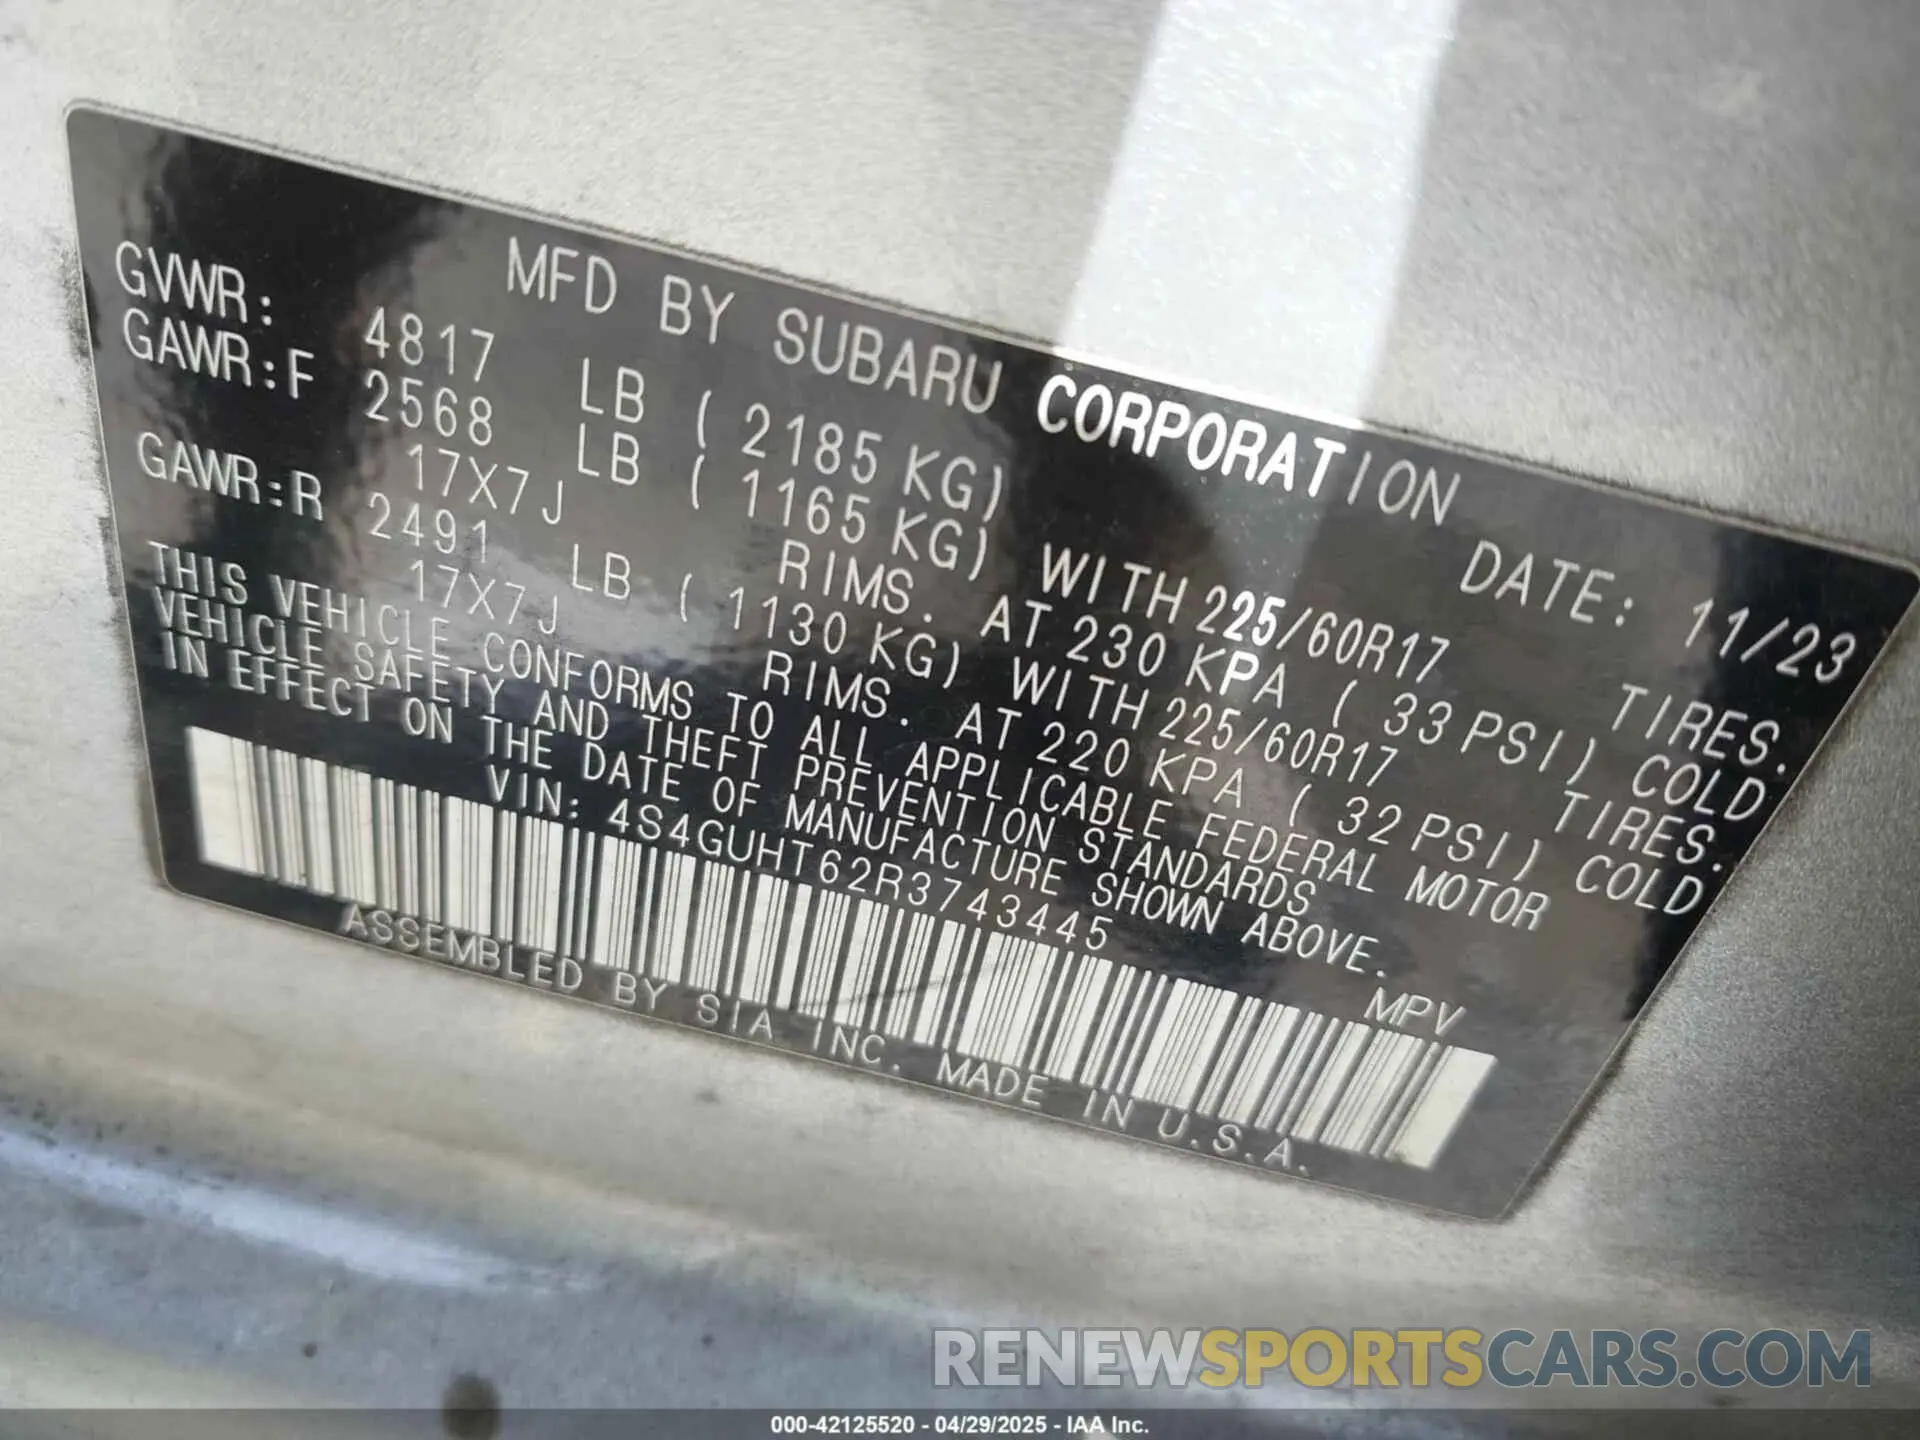 MFD BY SUBARU CORPORATION DATE: 11/23
GVWR: 4817 LB ( 2185 KG)
GAWR:F 2568 LB ( 1165 KG) WITH 225/60R17 TIRES.
17X7J RIMS. AT 230 KPA ( 33 PSI) COLD
GAWR:R 2491 LB ( 1130 KG) WITH 225/60R17 TIRES.
17X7J RIMS. AT 220 KPA ( 32 PSI) COLD
THIS VEHICLE CONFORMS TO ALL APPLICABLE FEDERAL MOTOR
VEHICLE SAFETY AND THEFT PREVENTION STANDARDS
IN EFFECT ON THE DATE OF MANUFACTURE SHOWN ABOVE.
VIN: 4S4GUHT62R3743445 MPV
ASSEMBLED BY SIA INC. MADE IN U.S.A.
RENEWSPORTSCARS.COM
000-42125520 - 04/29/2025 - IAA Inc.